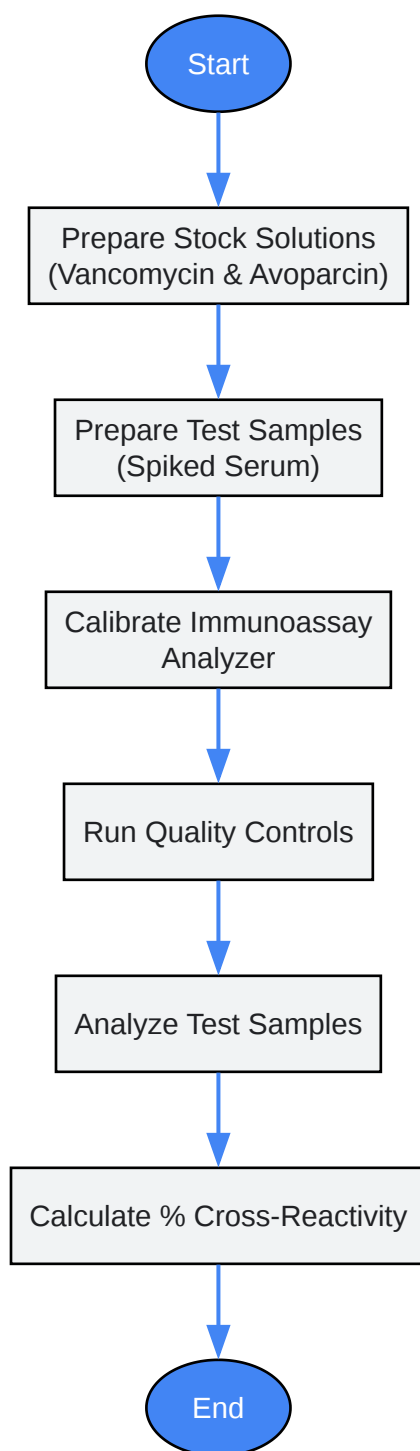 Start
Prepare Stock Solutions
(Vancomycin & Avoparcin)
Prepare Test Samples
(Spiked Serum)
Calibrate Immunoassay
Analyzer
Run Quality Controls
Analyze Test Samples
Calculate % Cross-Reactivity
End